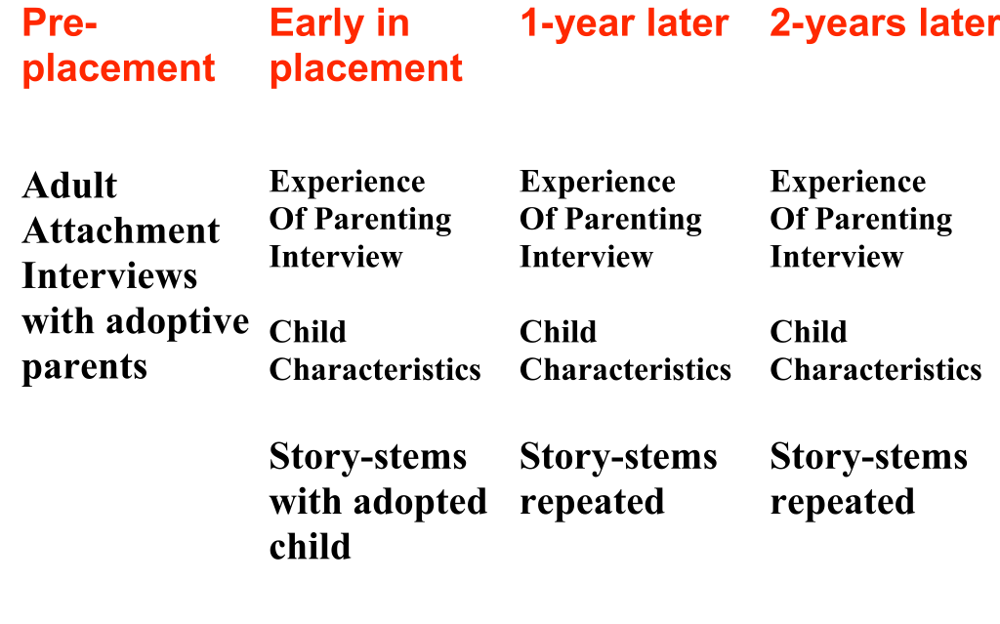 Pre-
placement
Early in
placement
1-year later
2-years later
Adult
Attachment
Interviews
with adoptive
parents
Experience
Of Parenting
Interview
Child
Characteristics
Story-stems
with adopted
child
Experience
Of Parenting
Interview
Child
Characteristics
Story-stems
repeated
Experience
Of Parenting
Interview
Child
Characteristics
Story-stems
repeated